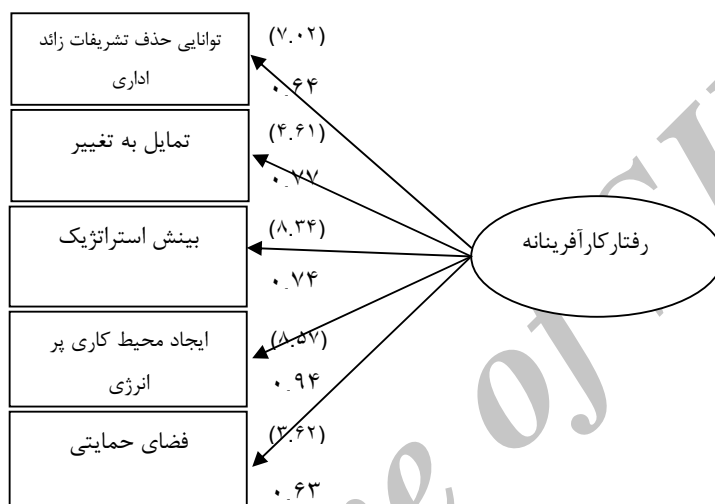 توانایی حذف تشریفات زائد
اداری
(۷.۰۲)
۰.۶۴
تمایل به تغییر
(۴.۶۱)
۰.۷۷
بینش استراتژیک
(۸.۳۴)
۰.۷۴
ایجاد محیط کاری پر
انرژی
(۸.۵۷)
۰.۹۴
فضای حمایتی
(۳.۶۲)
۰.۶۳
رفتارکارآفرینانه
of